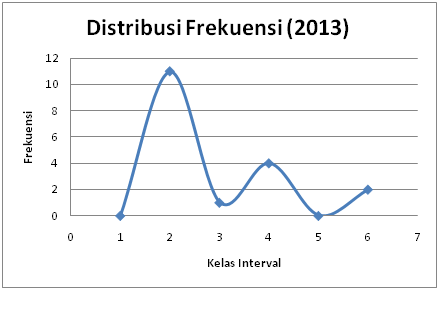 Distribusi Frekuensi (2013)
12
10
8
6
4
2
0
Frekuensi
0 1 2 3 4 5 6 7
Kelas Interval